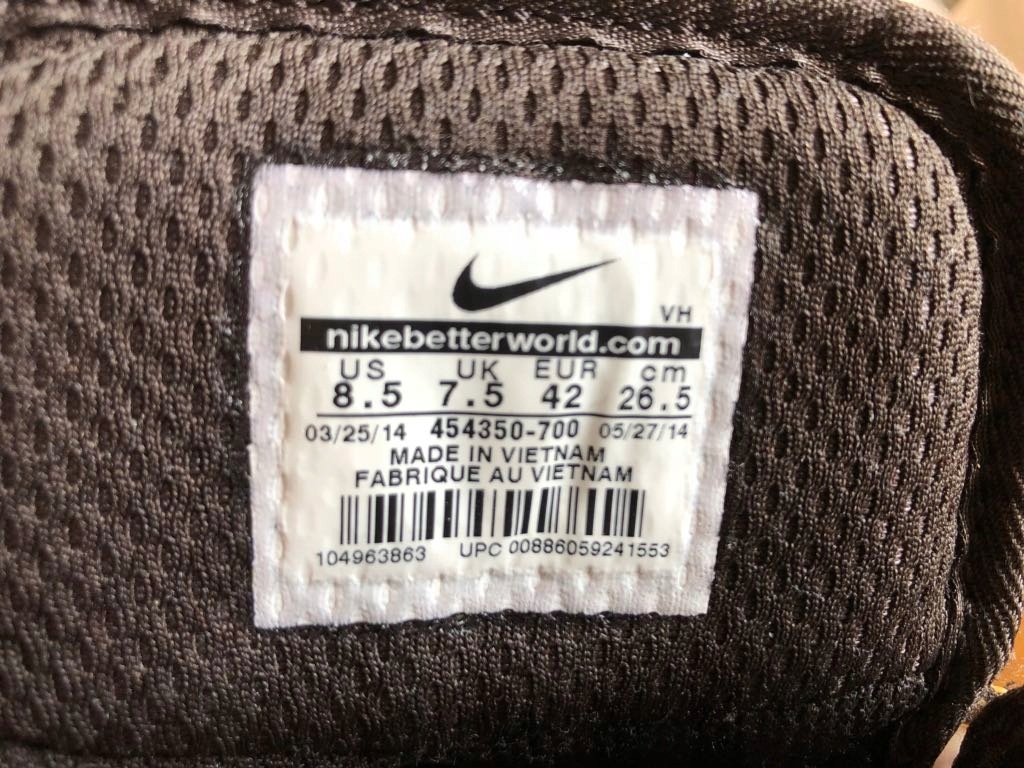 VH
nikebetterworld.com
US UK EUR cm
8.5 7.5 42 26.5
03/25/14 454350-700 05/27/14
MADE IN VIETNAM
FABRIQUE AU VIETNAM
104963863 UPC 00886059241553